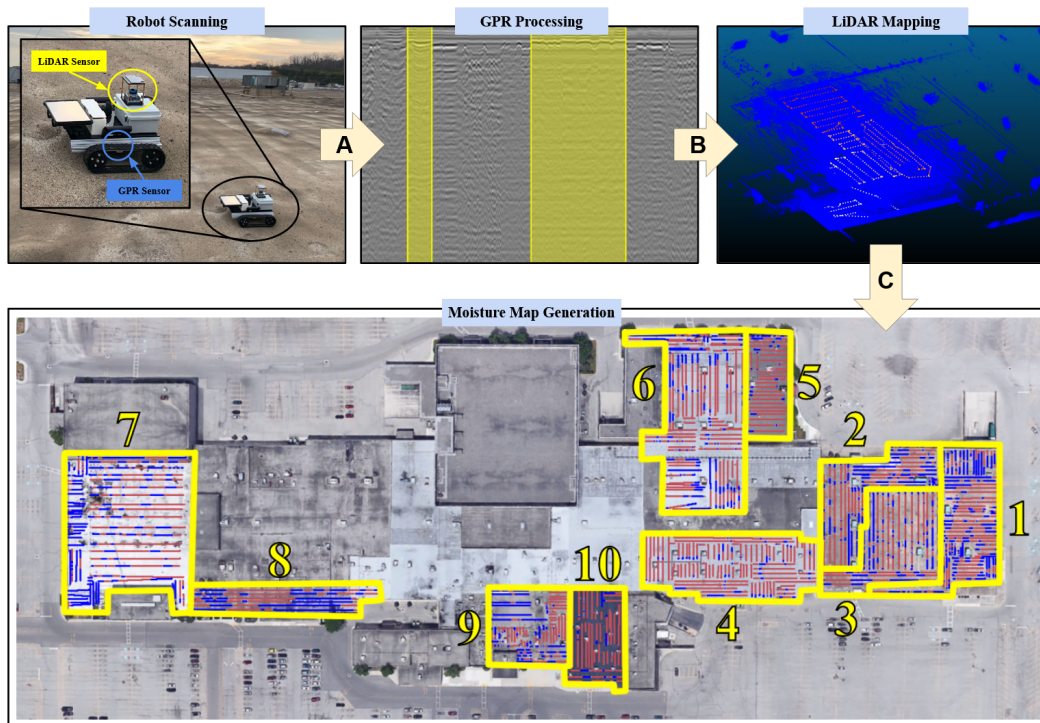 Robot Scanning
GPR Processing
LiDAR Mapping
LiDAR Sensor
GPR Sensor
A
B
C
Moisture Map Generation
7
6
5
2
1
8
10
9
4
3